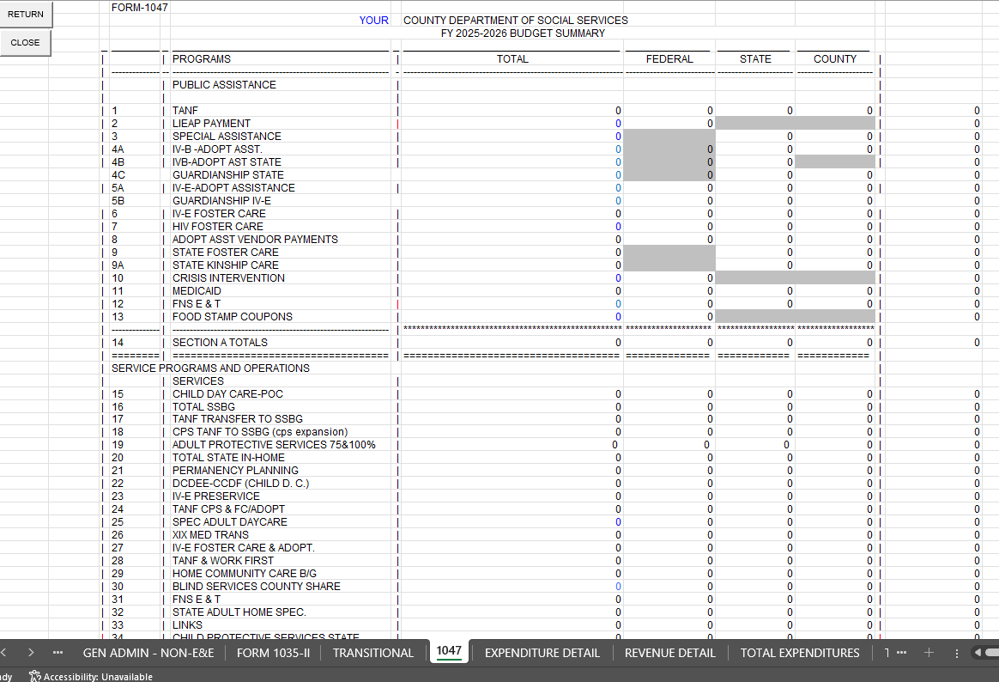 RETURN
CLOSE
FORM-1047
YOUR COUNTY DEPARTMENT OF SOCIAL SERVICES
FY 2025-2026 BUDGET SUMMARY
PROGRAMS TOTAL FEDERAL STATE COUNTY
PUBLIC ASSISTANCE
1 TANF 0 0 0 0 0
2 LIEAP PAYMENT 0 0 0
3 SPECIAL ASSISTANCE 0 0 0 0
4A IV-B -ADOPT ASST. 0 0 0 0 0
4B IVB-ADOPT AST STATE 0 0 0 0
4C GUARDIANSHIP STATE 0 0 0 0 0
5A IV-E-ADOPT ASSISTANCE 0 0 0 0 0
5B GUARDIANSHIP IV-E 0 0 0 0 0
6 IV-E FOSTER CARE 0 0 0 0 0
7 HIV FOSTER CARE 0 0 0 0 0
8 ADOPT ASST VENDOR PAYMENTS 0 0 0 0 0
9 STATE FOSTER CARE 0 0 0 0
9A STATE KINSHIP CARE 0 0 0 0
10 CRISIS INTERVENTION 0 0 0
11 MEDICAID 0 0 0 0 0
12 FNS E & T 0 0 0 0 0
13 FOOD STAMP COUPONS 0 0 0
14 SECTION A TOTALS 0 0 0 0 0
SERVICE PROGRAMS AND OPERATIONS
SERVICES
15 CHILD DAY CARE-POC 0 0 0 0 0
16 TOTAL SSBG 0 0 0 0 0
17 TANF TRANSFER TO SSBG 0 0 0 0 0
18 CPS TANF TO SSBG (cps expansion) 0 0 0 0 0
19 ADULT PROTECTIVE SERVICES 75&100% 0 0 0 0 0
20 TOTAL STATE IN-HOME 0 0 0 0 0
21 PERMANENCY PLANNING 0 0 0 0 0
22 DCDEE-CCDF (CHILD D. C.) 0 0 0 0 0
23 IV-E PRESERVICE 0 0 0 0 0
24 TANF CPS & FC/ADOPT 0 0 0 0 0
25 SPEC ADULT DAYCARE 0 0 0 0 0
26 XIX MED TRANS 0 0 0 0 0
27 IV-E FOSTER CARE & ADOPT. 0 0 0 0 0
28 TANF & WORK FIRST 0 0 0 0 0
29 HOME COMMUNITY CARE B/G 0 0 0 0 0
30 BLIND SERVICES COUNTY SHARE 0 0 0 0 0
31 FNS E & T 0 0 0 0 0
32 STATE ADULT HOME SPEC. 0 0 0 0 0
33 LINKS 0 0 0 0 0
34 CHILD PROTECTIVE SERVICES STATE 0 0 0 0 0
GEN ADMIN - NON-E&E FORM 1035-II TRANSITIONAL 1047 EXPENDITURE DETAIL REVENUE DETAIL TOTAL EXPENDITURES
Accessibility: Unavailable